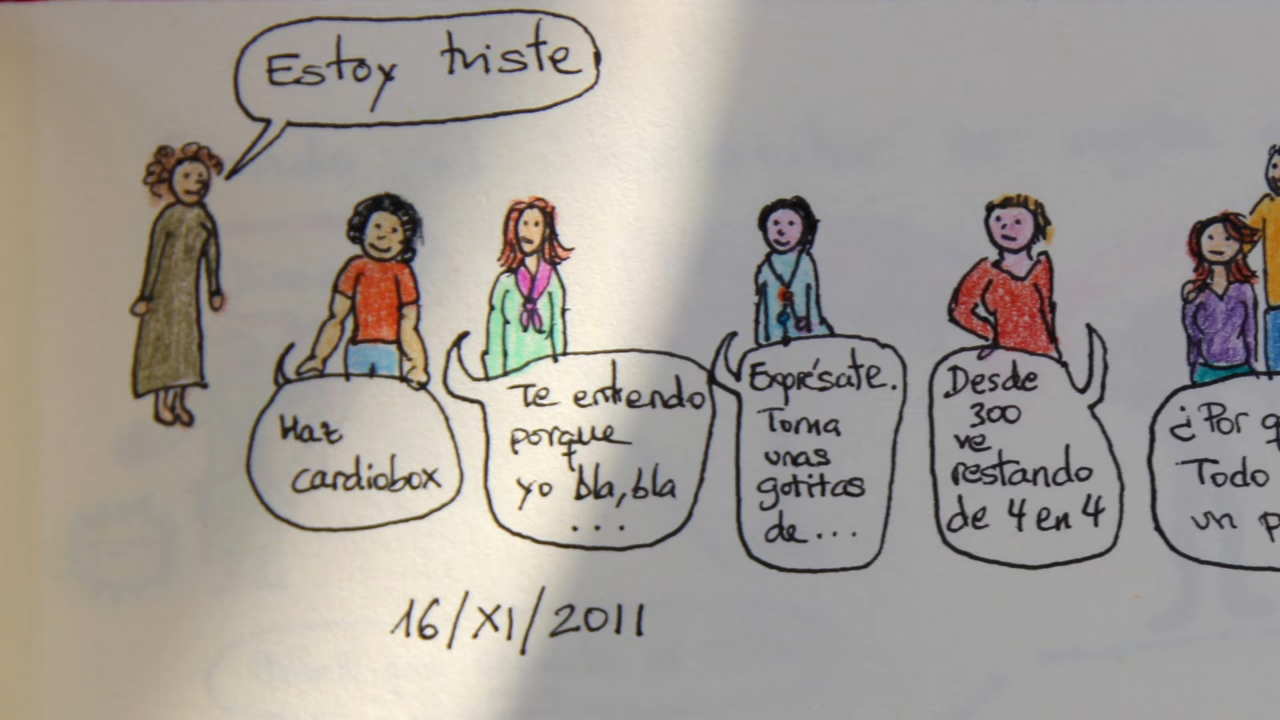 Estoy triste
Haz
cardiobox
Te entiendo
porque
yo bla, bla
...
Exprésate.
Toma
unas
gotitas
de...
Desde
300
ve
restando
de 4 en 4
¿Por q
Todo
un p
16/XI/2011